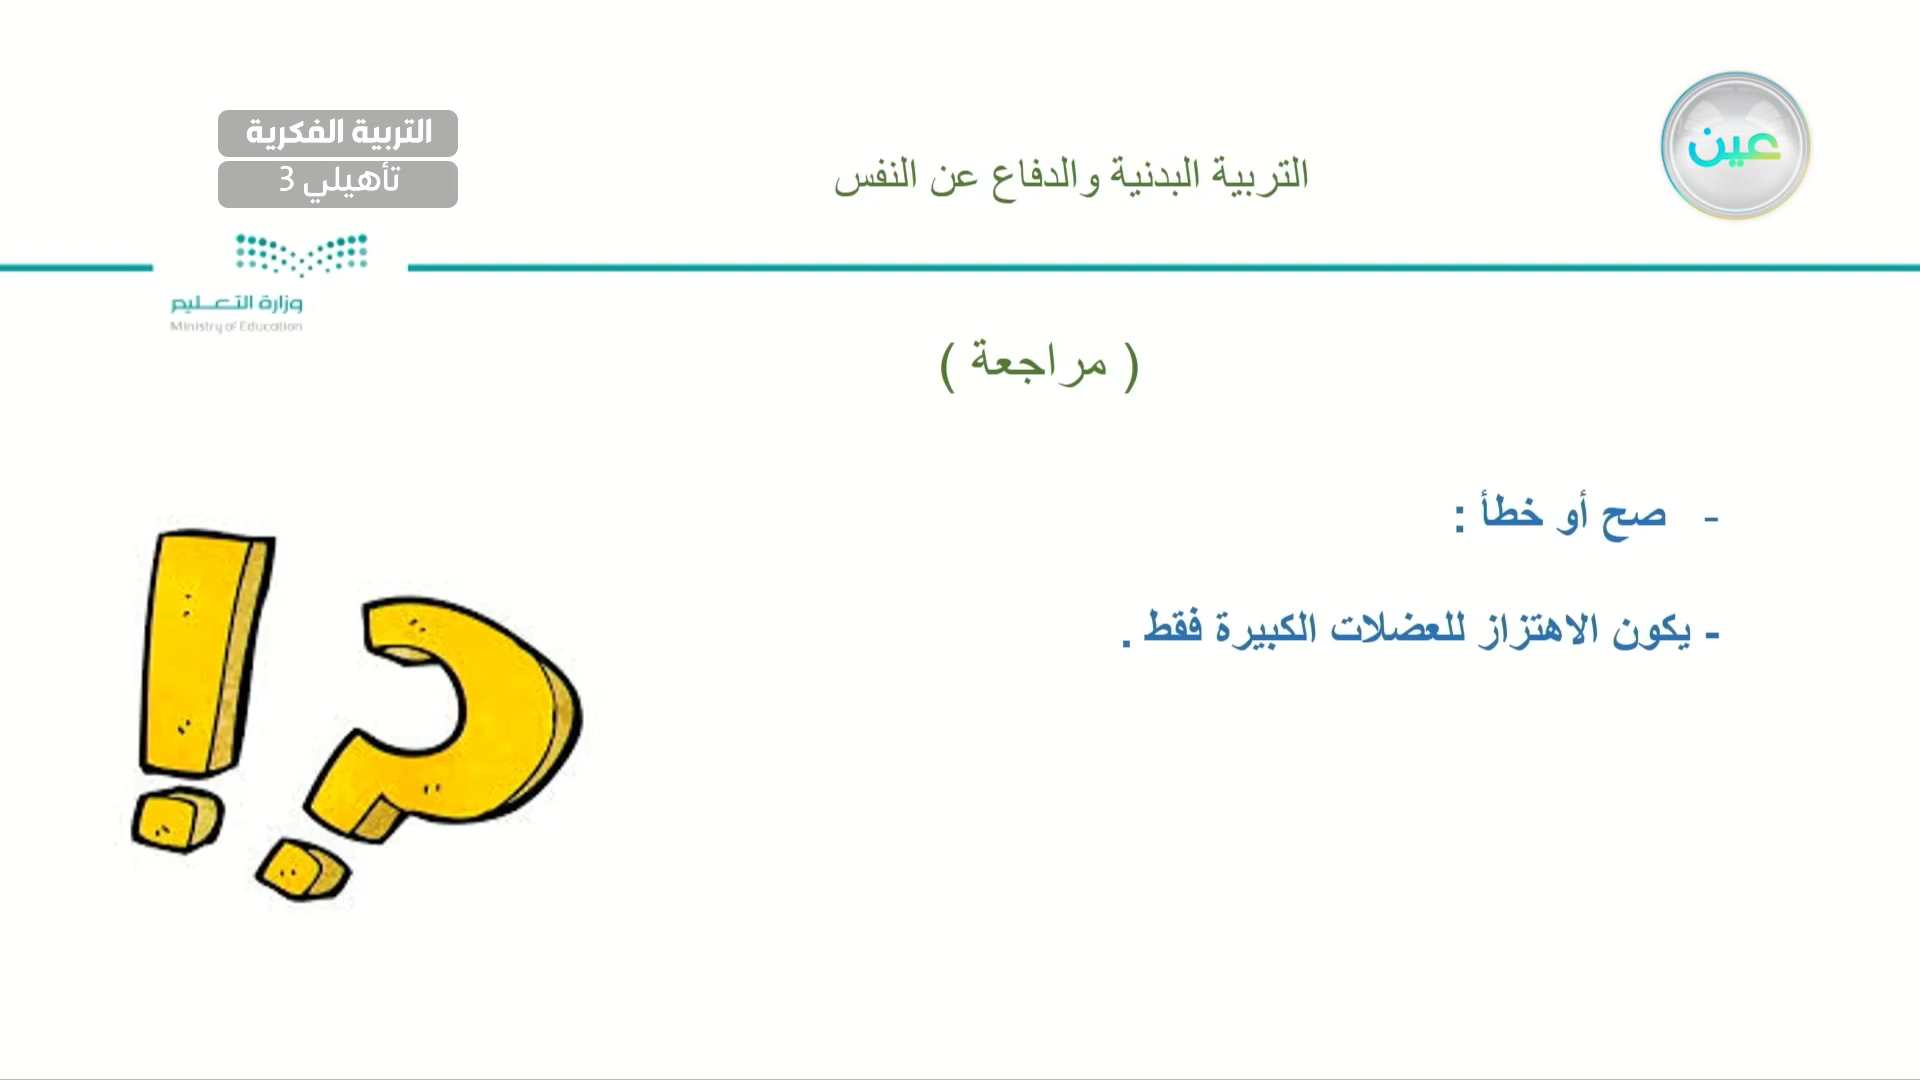 عين
التربية الفكرية
تأهيلي 3
التربية البدنية والدفاع عن النفس
وزارة التعليم
Ministry of Education
( مراجعة )
- صح أو خطأ :
- يكون الاهتزاز للعضلات الكبيرة فقط .